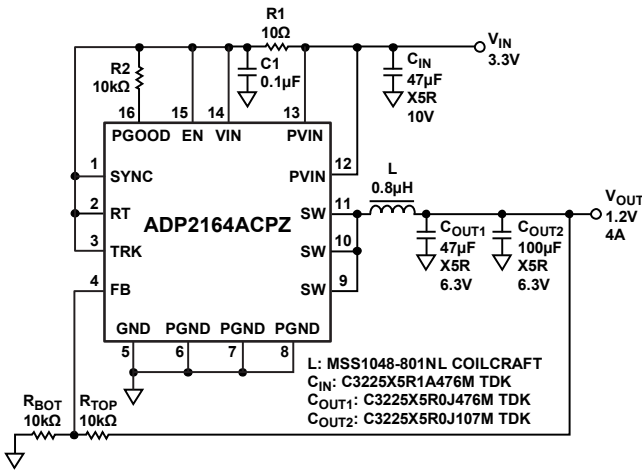 R1
10Ω
VIN
3.3V
R2
10kΩ
C1
0.1µF
CIN
47µF
X5R
10V
16
15
14
13
PGOOD
EN
VIN
PVIN
1
SYNC
12
PVIN
2
RT
11
SW
3
TRK
10
SW
4
FB
9
SW
ADP2164ACPZ
L
0.8µH
VOUT
1.2V
4A
COUT1
47µF
X5R
6.3V
COUT2
100µF
X5R
6.3V
GND
PGND
PGND
PGND
5
6
7
8
L: MSS1048-801NL COILCRAFT
CIN: C3225X5R1A476M TDK
COUT1: C3225X5R0J476M TDK
COUT2: C3225X5R0J107M TDK
RBOT
10kΩ
RTOP
10kΩ